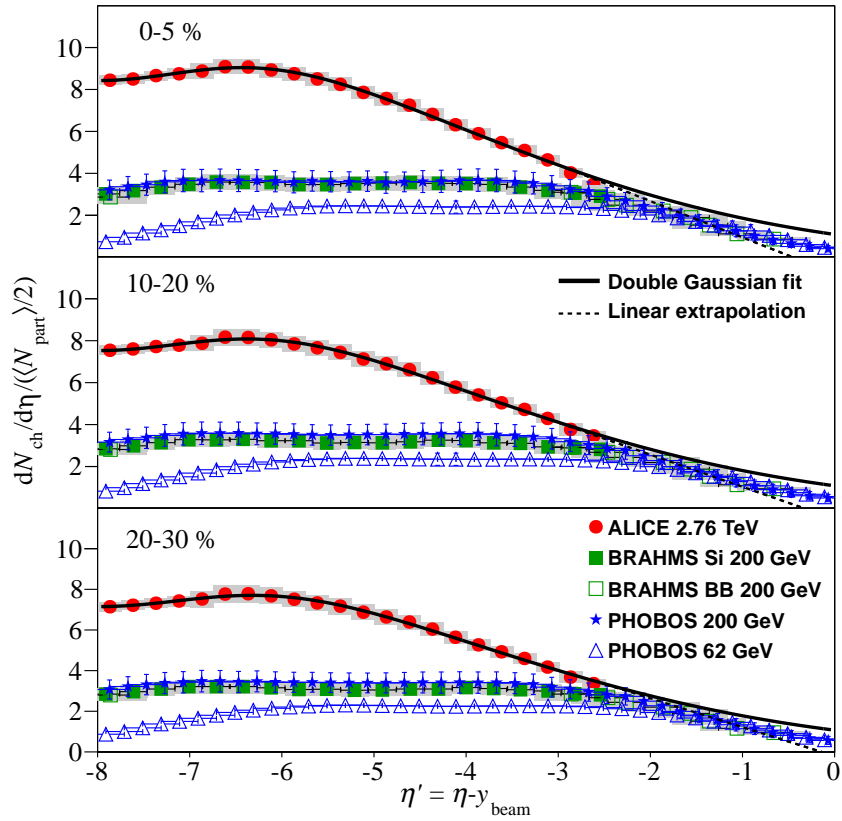 0-5 %
10
8
6
4
2
10-20 %
Double Gaussian fit
Linear extrapolation
10
8
6
4
2
dN_ch/dη/(⟨N_part⟩/2)
20-30 %
ALICE 2.76 TeV
BRAHMS Si 200 GeV
BRAHMS BB 200 GeV
PHOBOS 200 GeV
PHOBOS 62 GeV
10
8
6
4
2
0
-8 -7 -6 -5 -4 -3 -2 -1 0
η′ = η-y_beam